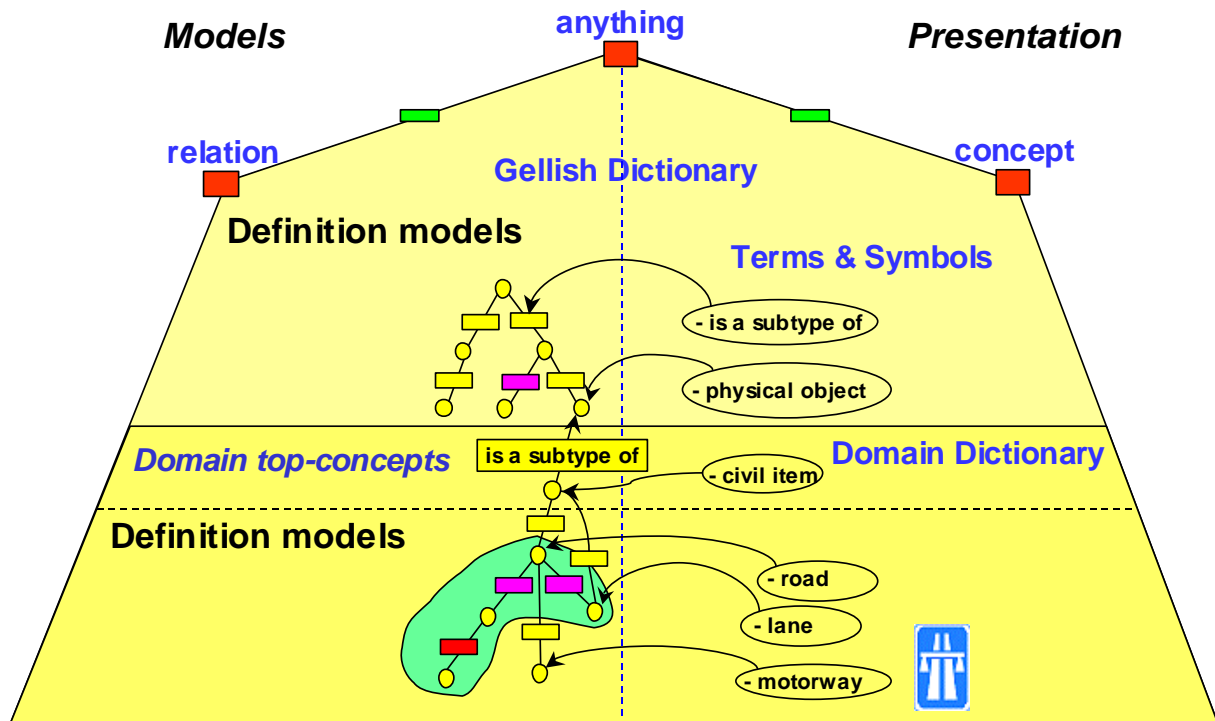 Models
anything
Presentation
relation
concept
Gellish Dictionary
Definition models
Terms & Symbols
- is a subtype of
- physical object
is a subtype of
Domain top-concepts
Domain Dictionary
- civil item
Definition models
- road
- lane
- motorway